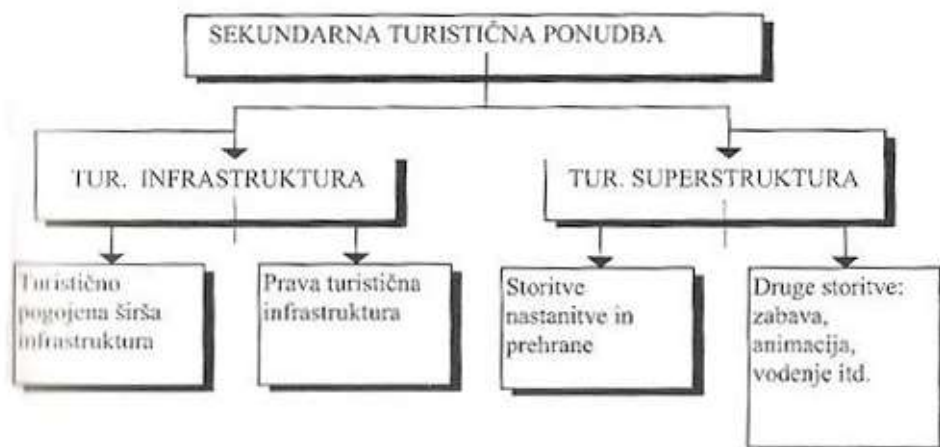 SEKUNDARNA TURISTIČNA PONUDBA
TUR. INFRASTRUKTURA
TUR. SUPERSTRUKTURA
Turistično
pogojena širša
infrastruktura
Prava turistična
infrastruktura
Storitve
nastanitve in
prehrane
Druge storitve:
zabava,
animacija,
vodenje itd.